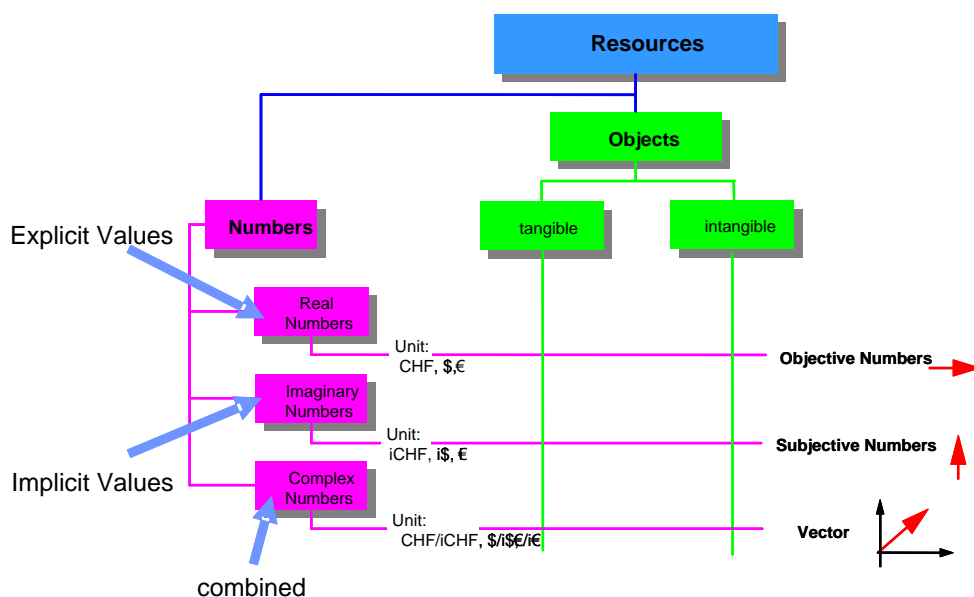 Resources
Objects
Numbers
tangible
intangible
Explicit Values
Real
Numbers
Unit:
CHF, $,€
Objective Numbers
Imaginary
Numbers
Unit:
iCHF, i$, €
Subjective Numbers
Implicit Values
Complex
Numbers
Unit:
CHF/iCHF, $/i$€/i€
Vector
combined